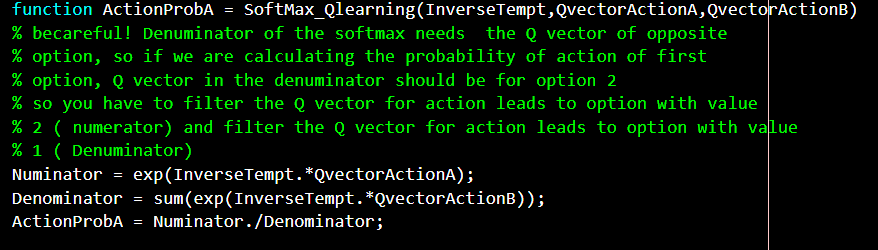 function ActionProbA = SoftMax_Qlearning(InverseTempt,QvectorActionA,QvectorActionB)
% becareful! Denuminator of the softmax needs  the Q vector of opposite
% option, so if we are calculating the probability of action of first
% option, Q vector in the denuminator should be for option 2
% so you have to filter the Q vector for action leads to option with value
% 2 ( numerator) and filter the Q vector for action leads to option with value
% 1 ( Denuminator)
Numinator = exp(InverseTempt.*QvectorActionA);
Denominator = sum(exp(InverseTempt.*QvectorActionB));
ActionProbA = Numinator./Denominator;